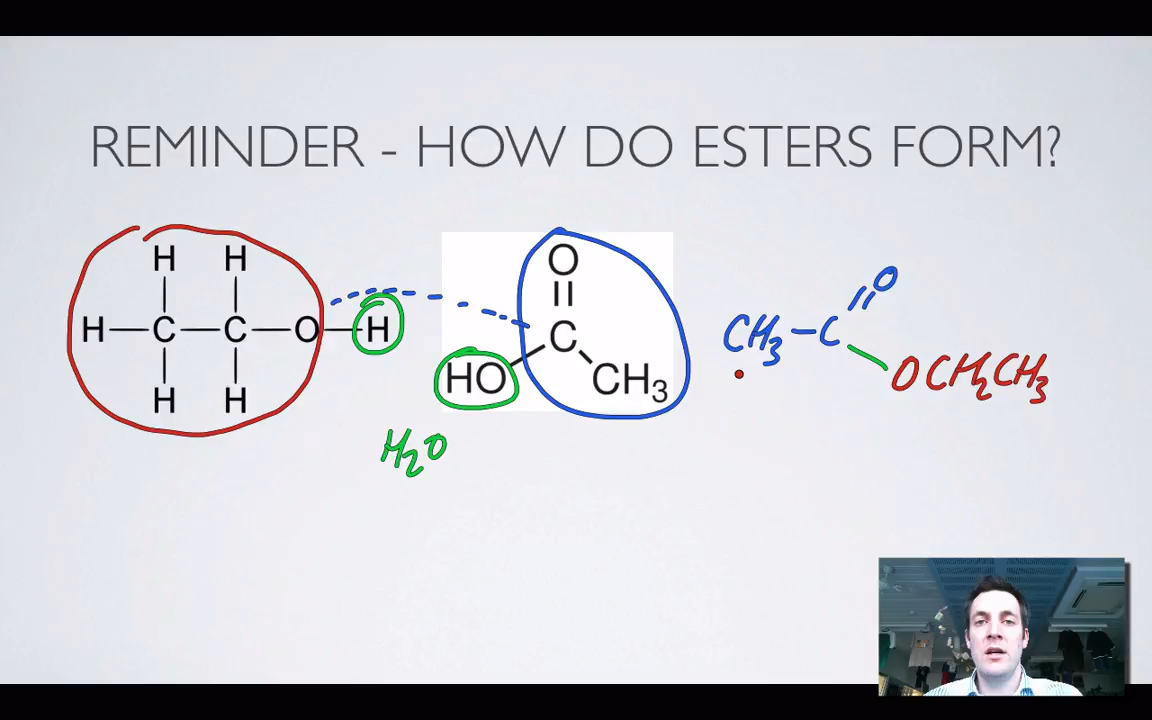 REMINDER - HOW DO ESTERS FORM?
H H
H C C O H
H H
O
C
HO CH₃
H₂O
O
CH₃ - C
OCH₂CH₃